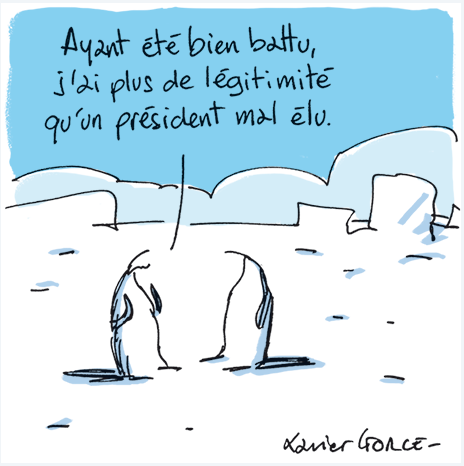 Ayant été bien battu,
j'ai plus de légitimité
qu'un président mal élu.
Xavier GORCE-